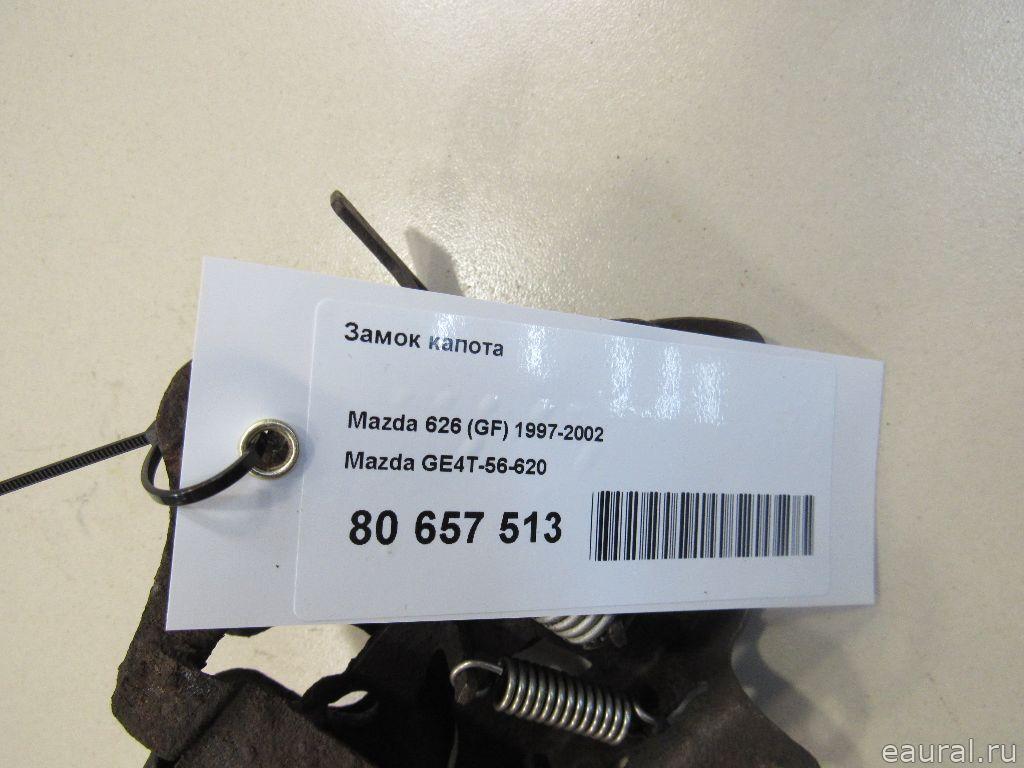 Замок капота
Mazda 626 (GF) 1997-2002
Mazda GE4T-56-620
80 657 513
eaural.ru